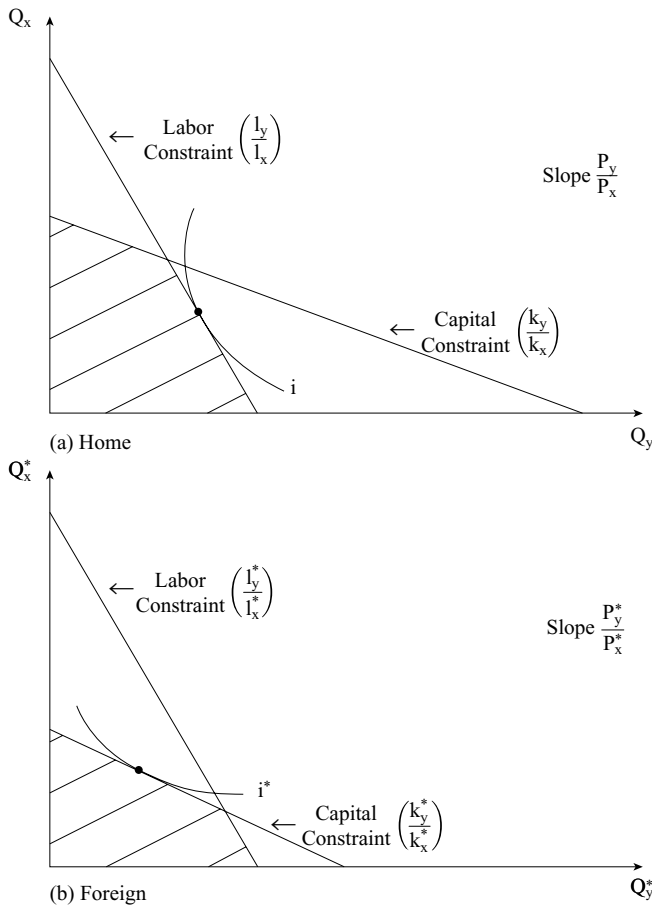 Qx
Labor
Constraint (ly/lx)
Slope Py/Px
Capital
Constraint (ky/kx)
i
(a) Home
Qy
Q*x
Labor
Constraint (l*y/l*x)
Slope P*y/P*x
i*
Capital
Constraint (k*y/k*x)
(b) Foreign
Q*y